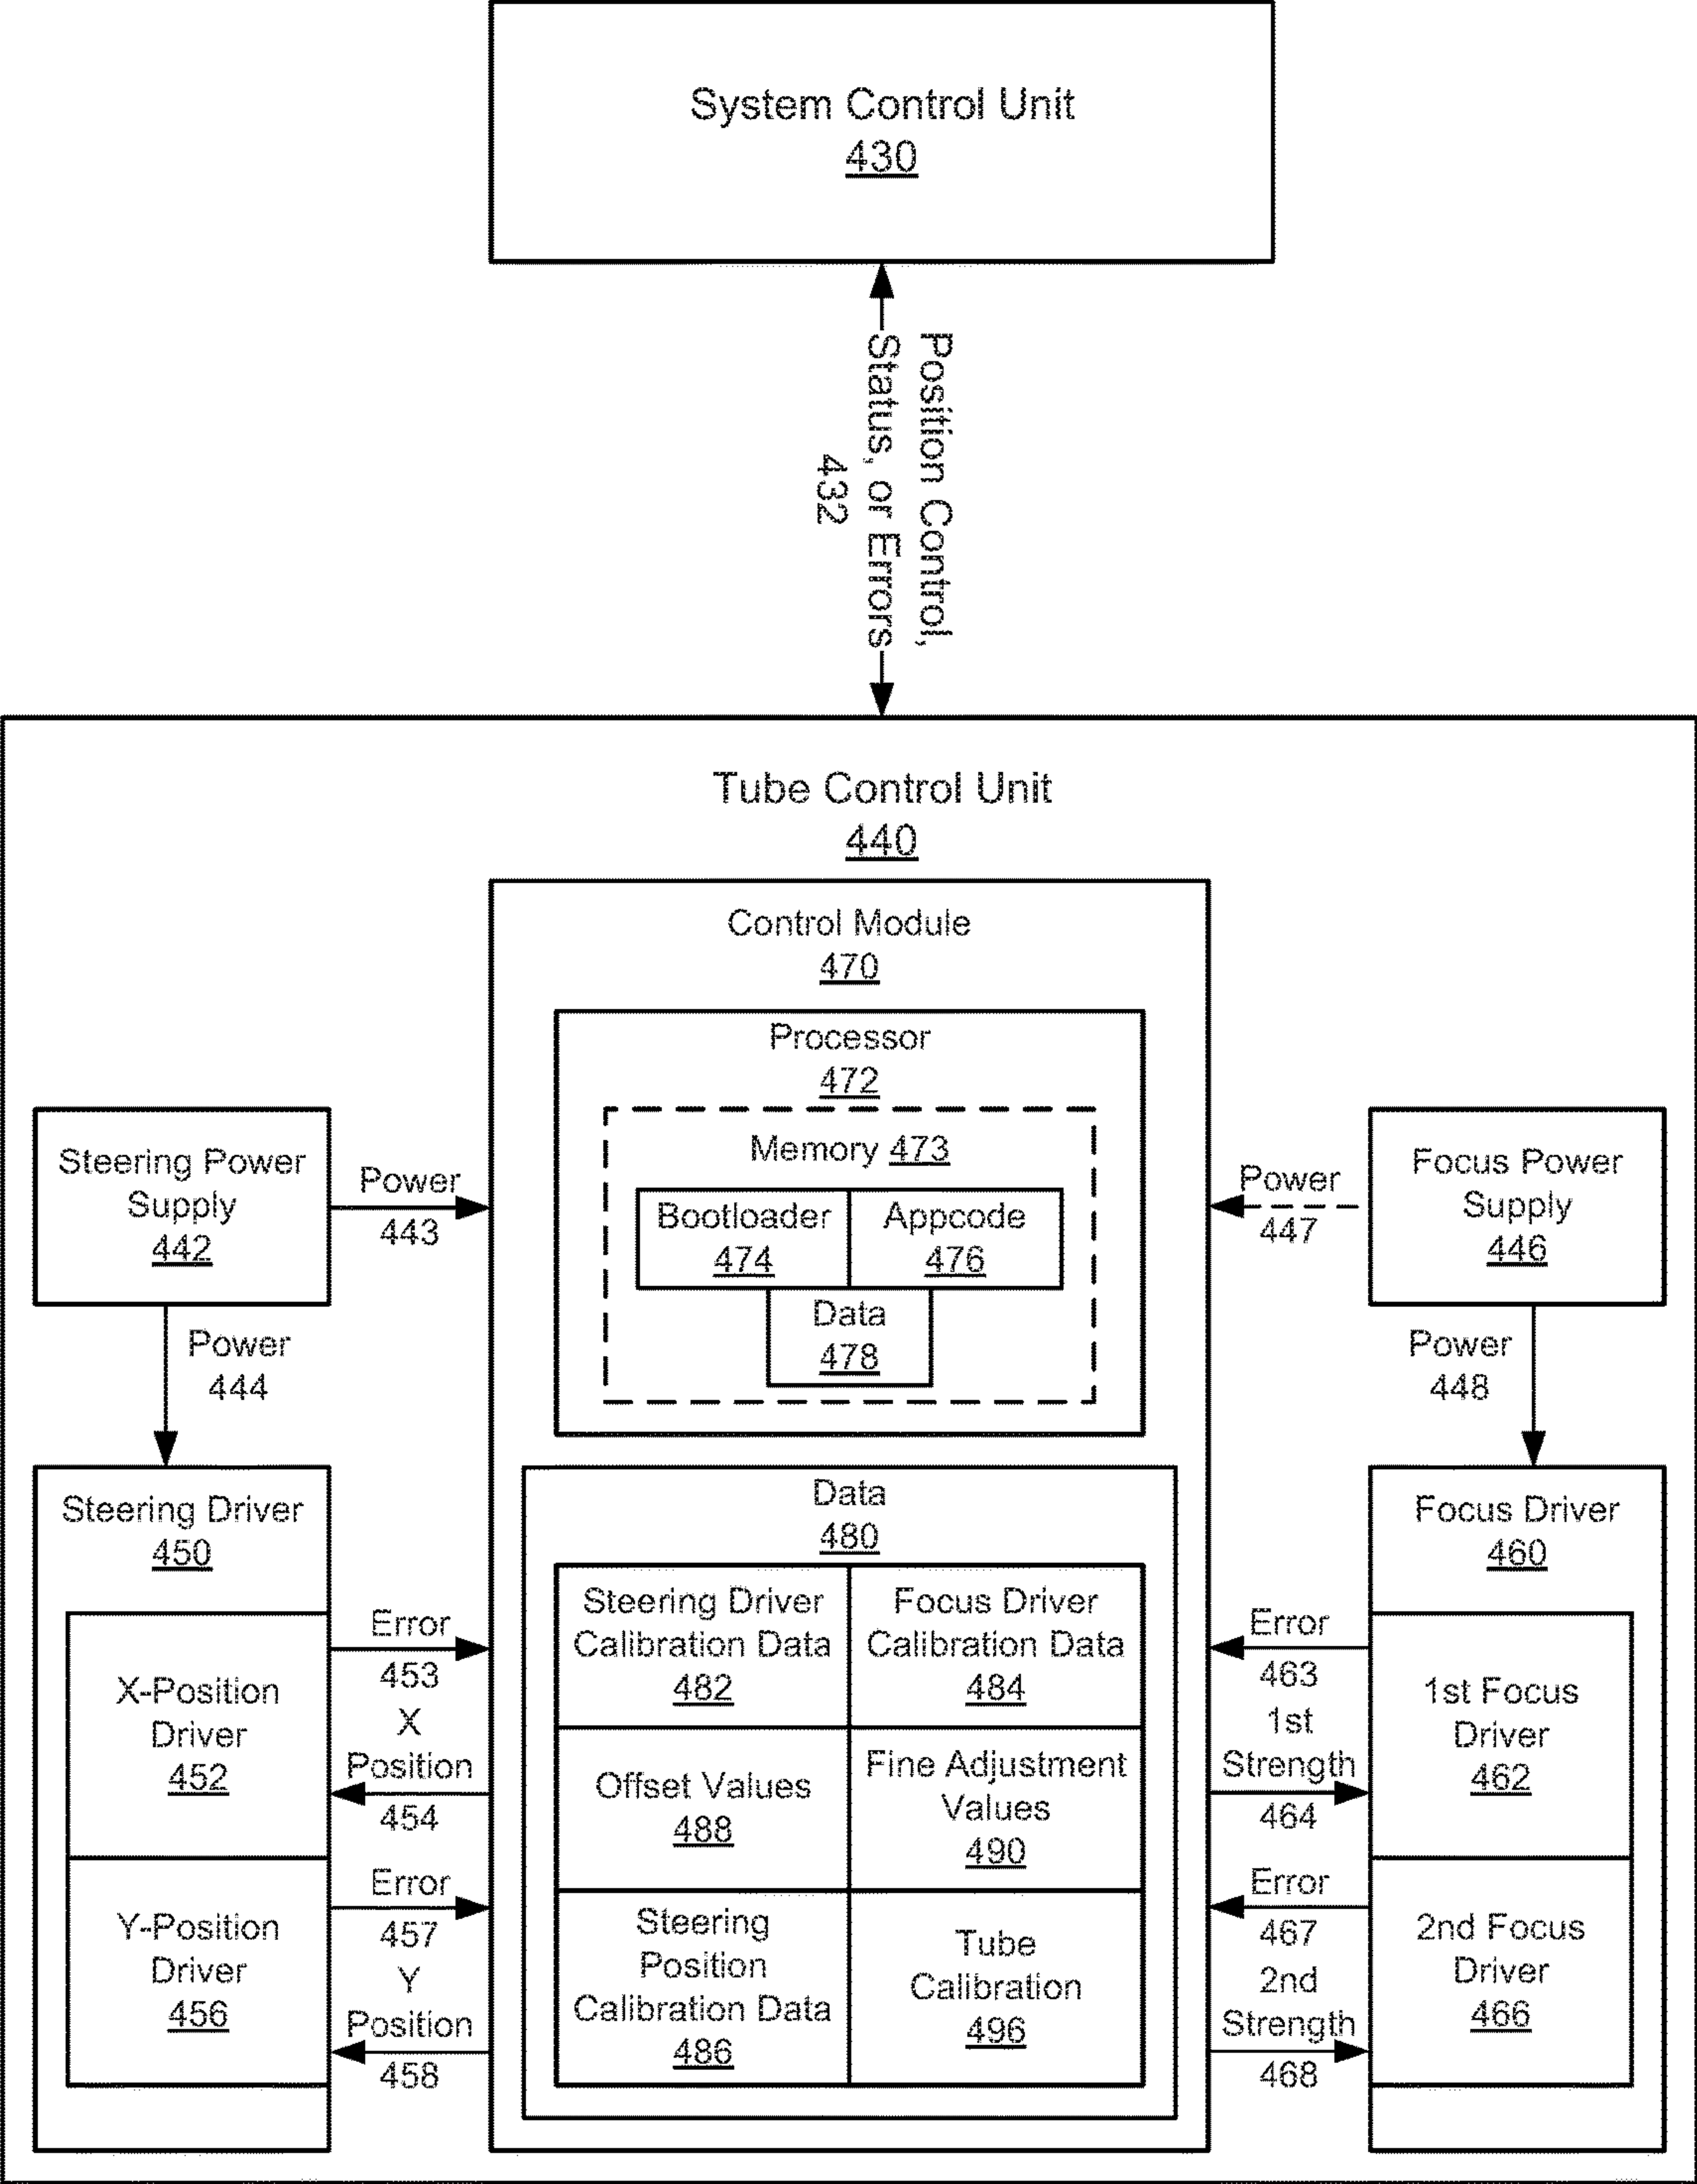 System Control Unit
430
Position Control,
Status, or Errors
432
Tube Control Unit
440
Control Module
470
Processor
472
Memory 473
Bootloader
474
Appcode
476
Data
478
Steering Power
Supply
442
Power
443
Power
444
Power
447
Focus Power
Supply
446
Power
448
Steering Driver
450
X-Position
Driver
452
Y-Position
Driver
456
Error
453
X
Position
454
Error
457
Y
Position
458
Data
480
Steering Driver
Calibration Data
482
Focus Driver
Calibration Data
484
Offset Values
488
Fine Adjustment
Values
490
Steering
Position
Calibration Data
486
Tube
Calibration
496
Error
463
1st
Strength
464
Error
467
2nd
Strength
468
Focus Driver
460
1st Focus
Driver
462
2nd Focus
Driver
466